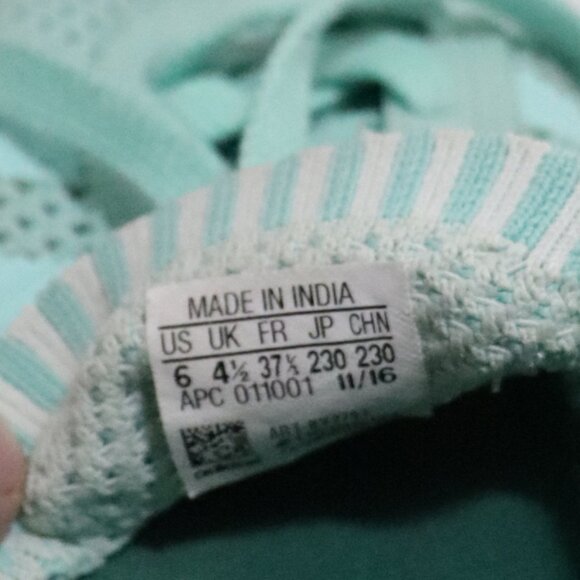 MADE IN INDIA
US UK FR JP CHN
6 4½ 37⅓ 230 230
APC 011001 11/16